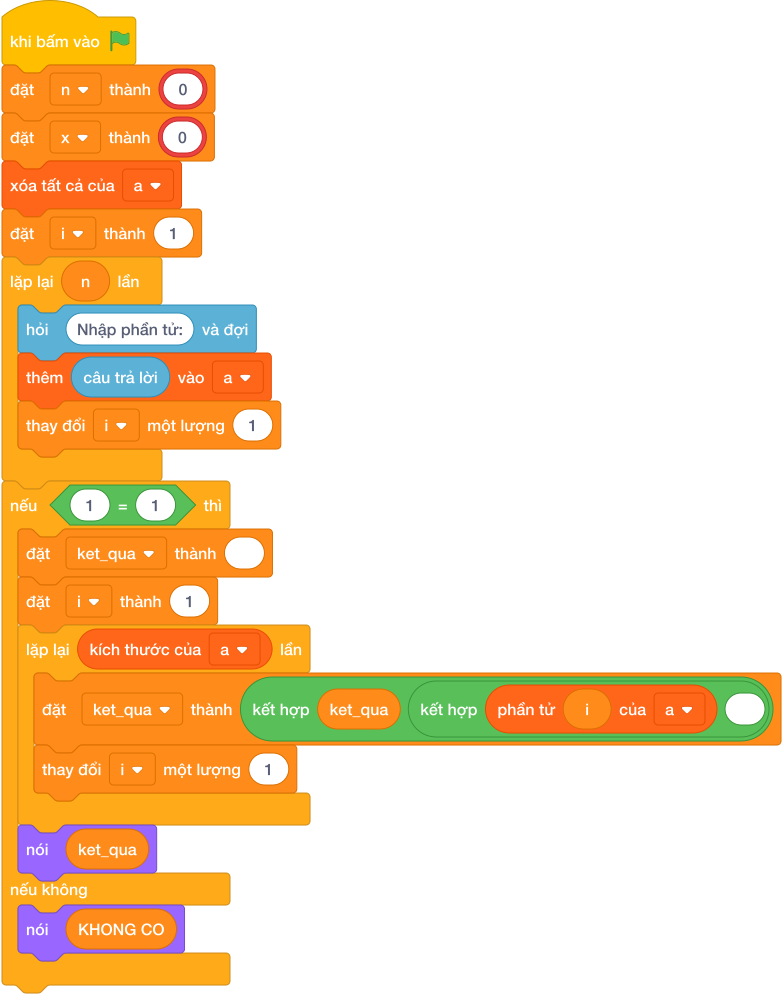 khi bấm vào
đặt n thành 0
đặt x thành 0
xóa tất cả của a
đặt i thành 1
lặp lại n lần
hỏi Nhập phần tử: và đợi
thêm câu trả lời vào a
thay đổi i một lượng 1
nếu 1 = 1 thì
đặt ket_qua thành
đặt i thành 1
lặp lại kích thước của a lần
đặt ket_qua thành kết hợp ket_qua kết hợp phần tử i của a
thay đổi i một lượng 1
nói ket_qua
nếu không
nói KHONG CO